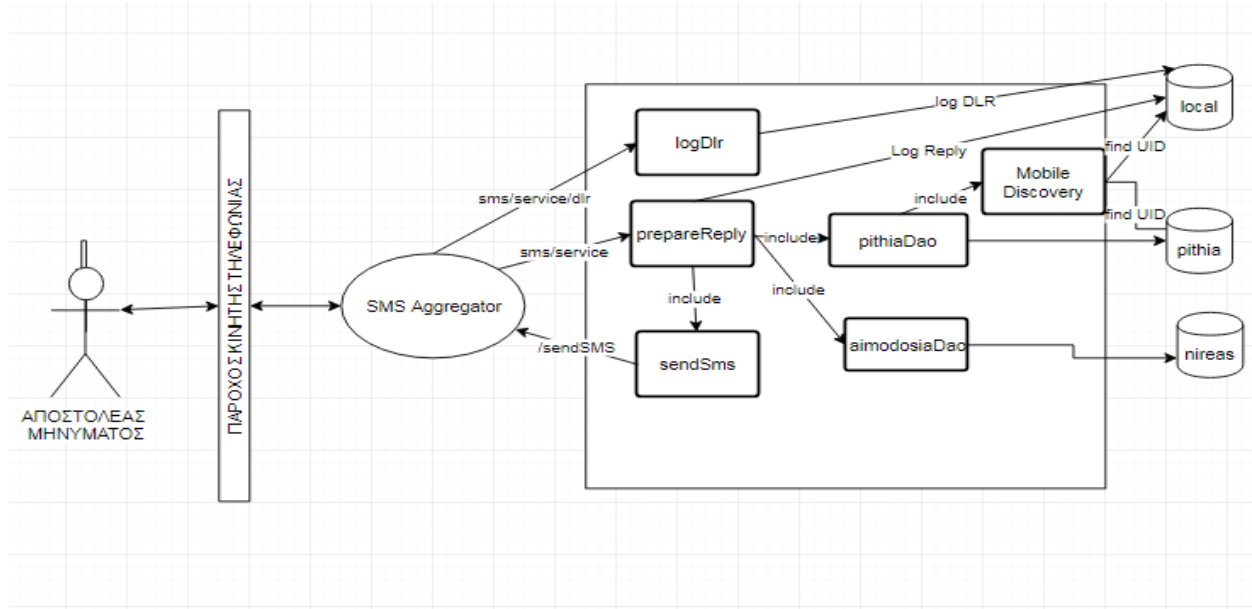 log DLR
local
logDlr
Log Reply
find UID
Mobile
Discovery
ΠΑΡΟΧΟΣ ΚΙΝΗΤΗΣ ΤΗΛΕΦΩΝΙΑΣ
sms/service/dlr
include
find UID
prepareReply
include
pithiaDao
pithia
sms/service
include
include
SMS Aggregator
/sendSMS
sendSms
aimodosiaDao
nireas
ΑΠΟΣΤΟΛΕΑΣ
ΜΗΝΥΜΑΤΟΣ